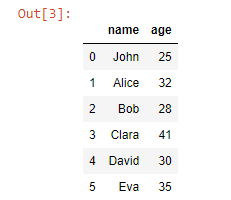 Out[3]:
name age
0 John 25
1 Alice 32
2 Bob 28
3 Clara 41
4 David 30
5 Eva 35